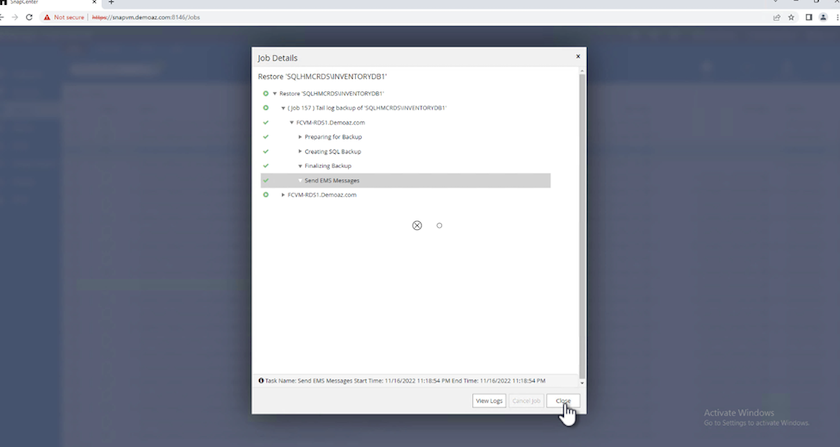 SnapCenter
Not secure https://snapvm.demoaz.com:8146/Jobs
Job Details
Restore 'SQLHMCRDS\INVENTORYDB1'
Restore 'SQLHMCRDS\INVENTORYDB1'
( Job 157 ) Tail log backup of 'SQLHMCRDS\INVENTORYDB1'
FCVM-RDS1.Demoaz.com
Preparing for Backup
Creating SQL Backup
Finalizing Backup
Send EMS Messages
FCVM-RDS1.Demoaz.com
Task Name: Send EMS Messages Start Time: 11/16/2022 11:18:54 PM End Time: 11/16/2022 11:18:54 PM
View Logs Cancel Job Close
Activate Windows
Go to Settings to activate Windows.